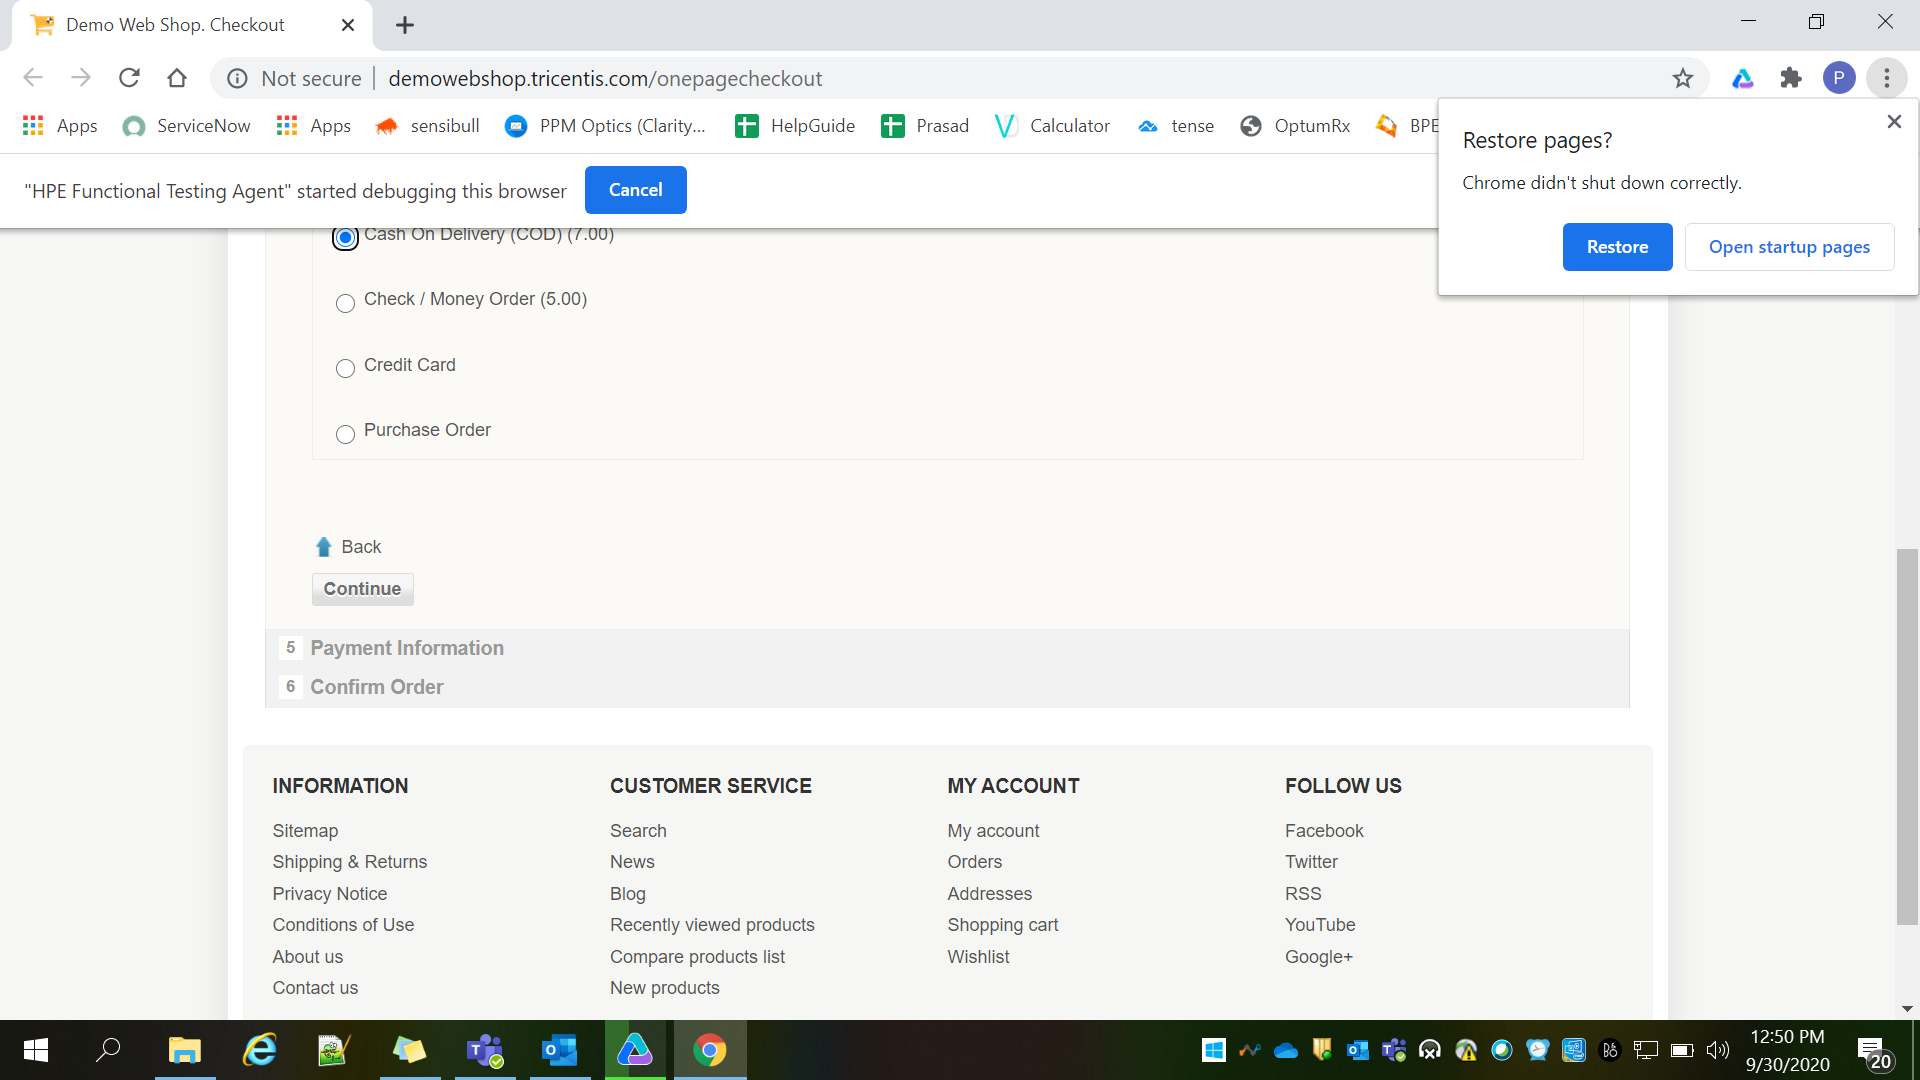 Demo Web Shop. Checkout
Not secure demowebshop.tricentis.com/onepagecheckout
P
Apps ServiceNow Apps sensibull PPM Optics (Clarity... HelpGuide Prasad Calculator tense OptumRx BPE
Restore pages?
Chrome didn't shut down correctly.
Restore Open startup pages
"HPE Functional Testing Agent" started debugging this browser Cancel
Cash On Delivery (COD) (7.00)
Check / Money Order (5.00)
Credit Card
Purchase Order
Back
Continue
5 Payment Information
6 Confirm Order
INFORMATION
Sitemap
Shipping & Returns
Privacy Notice
Conditions of Use
About us
Contact us
CUSTOMER SERVICE
Search
News
Blog
Recently viewed products
Compare products list
New products
MY ACCOUNT
My account
Orders
Addresses
Shopping cart
Wishlist
FOLLOW US
Facebook
Twitter
RSS
YouTube
Google+
12:50 PM
9/30/2020
20